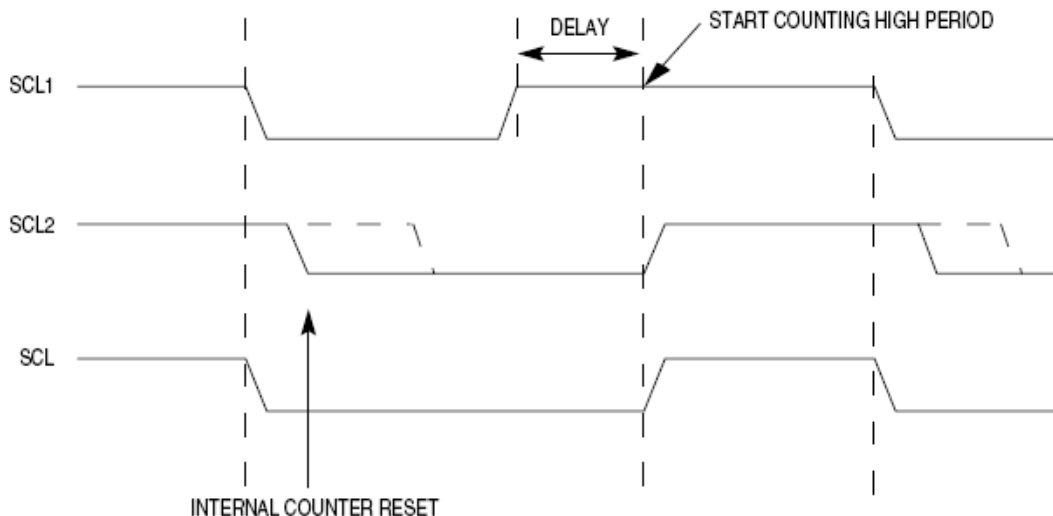 START COUNTING HIGH PERIOD
DELAY
SCL1
SCL2
SCL
INTERNAL COUNTER RESET